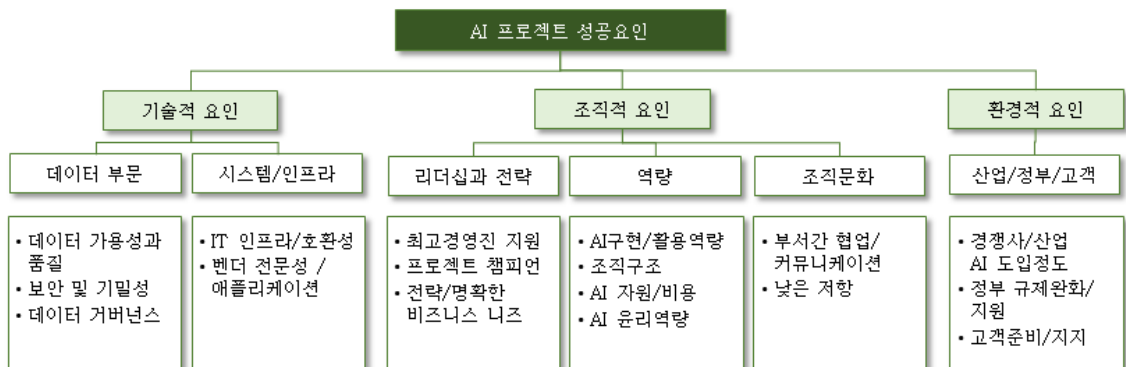 AI 프로젝트 성공요인
기술적 요인
조직적 요인
환경적 요인
데이터 부문
시스템/인프라
리더십과 전략
역량
조직문화
산업/정부/고객
• 데이터 가용성과
품질
• 보안 및 기밀성
• 데이터 거버넌스
• IT 인프라/호환성
• 벤더 전문성 /
애플리케이션
• 최고경영진 지원
• 프로젝트 챔피언
• 전략/명확한
비즈니스 니즈
• AI구현/활용역량
• 조직구조
• AI 자원/비용
• AI 윤리역량
• 부서간 협업/
커뮤니케이션
• 낮은 저항
• 경쟁사/산업
AI 도입정도
• 정부 규제완화/
지원
• 고객준비/지지